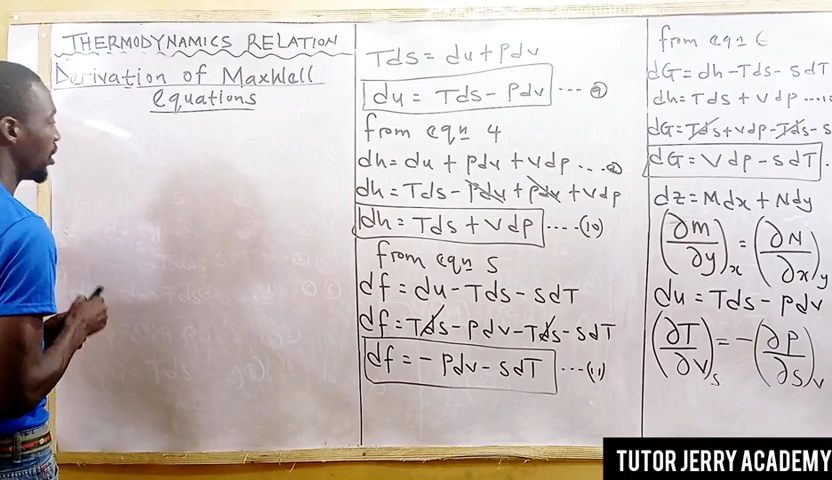 THERMODYNAMICS RELATION
Derivation of Maxwell
equations
Tds = du + Pdv
du = Tds - Pdv ---- (9)
from eqn 4
dh = du + pdv + vdp ----
dh = Tds - pdv + pdv + vdp
dh = Tds + vdp ---- (10)
from eqn 5
df = du - Tds - sdT
df = Tds - pdv - Tds - sdT
df = - pdv - sdT ---- (11)
from eqn 6
dG = dh - Tds - sdT
dh = Tds + vdp ----
dG = Tds + vdp - Tds - s
dG = Vdp - sdT
dz = Mdx + Ndy
(∂m/∂y)x = (∂N/∂x)y
du = Tds - pdv
(∂T/∂v)s = -(∂p/∂s)v
TUTOR JERRY ACADEMY